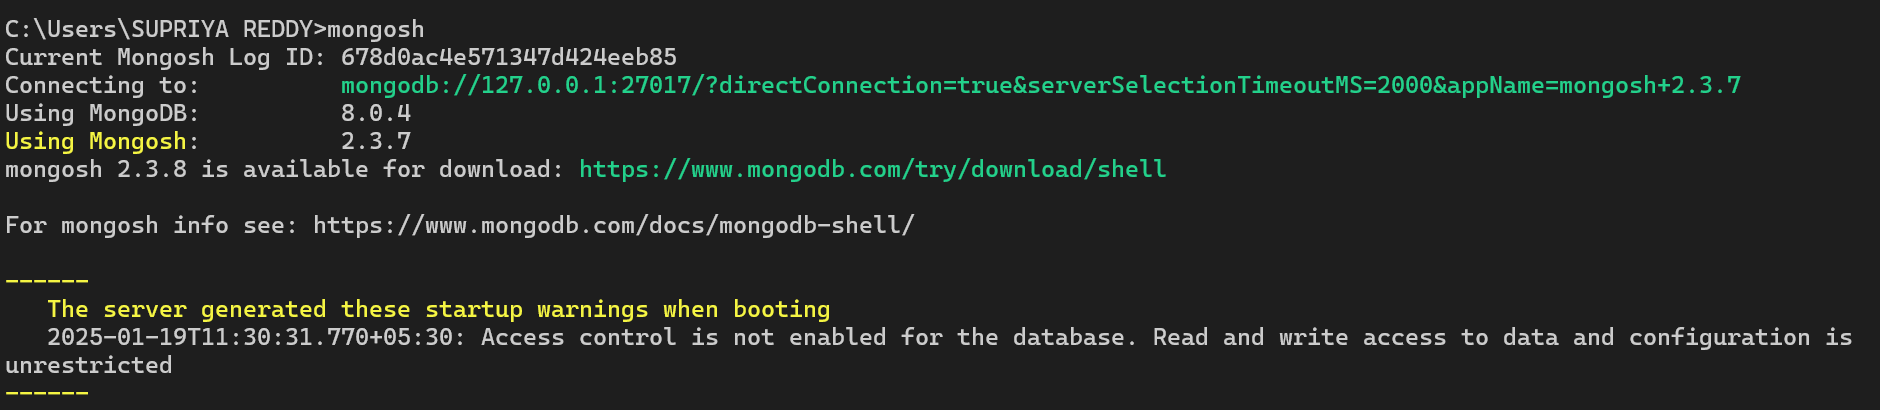 C:\Users\SUPRIYA REDDY>mongosh
Current Mongosh Log ID: 678d0ac4e571347d424eeb85
Connecting to:          mongodb://127.0.0.1:27017/?directConnection=true&serverSelectionTimeoutMS=2000&appName=mongosh+2.3.7
Using MongoDB:          8.0.4
Using Mongosh:          2.3.7
mongosh 2.3.8 is available for download: https://www.mongodb.com/try/download/shell

For mongosh info see: https://www.mongodb.com/docs/mongodb-shell/

------
   The server generated these startup warnings when booting
   2025-01-19T11:30:31.770+05:30: Access control is not enabled for the database. Read and write access to data and configuration is
unrestricted
------